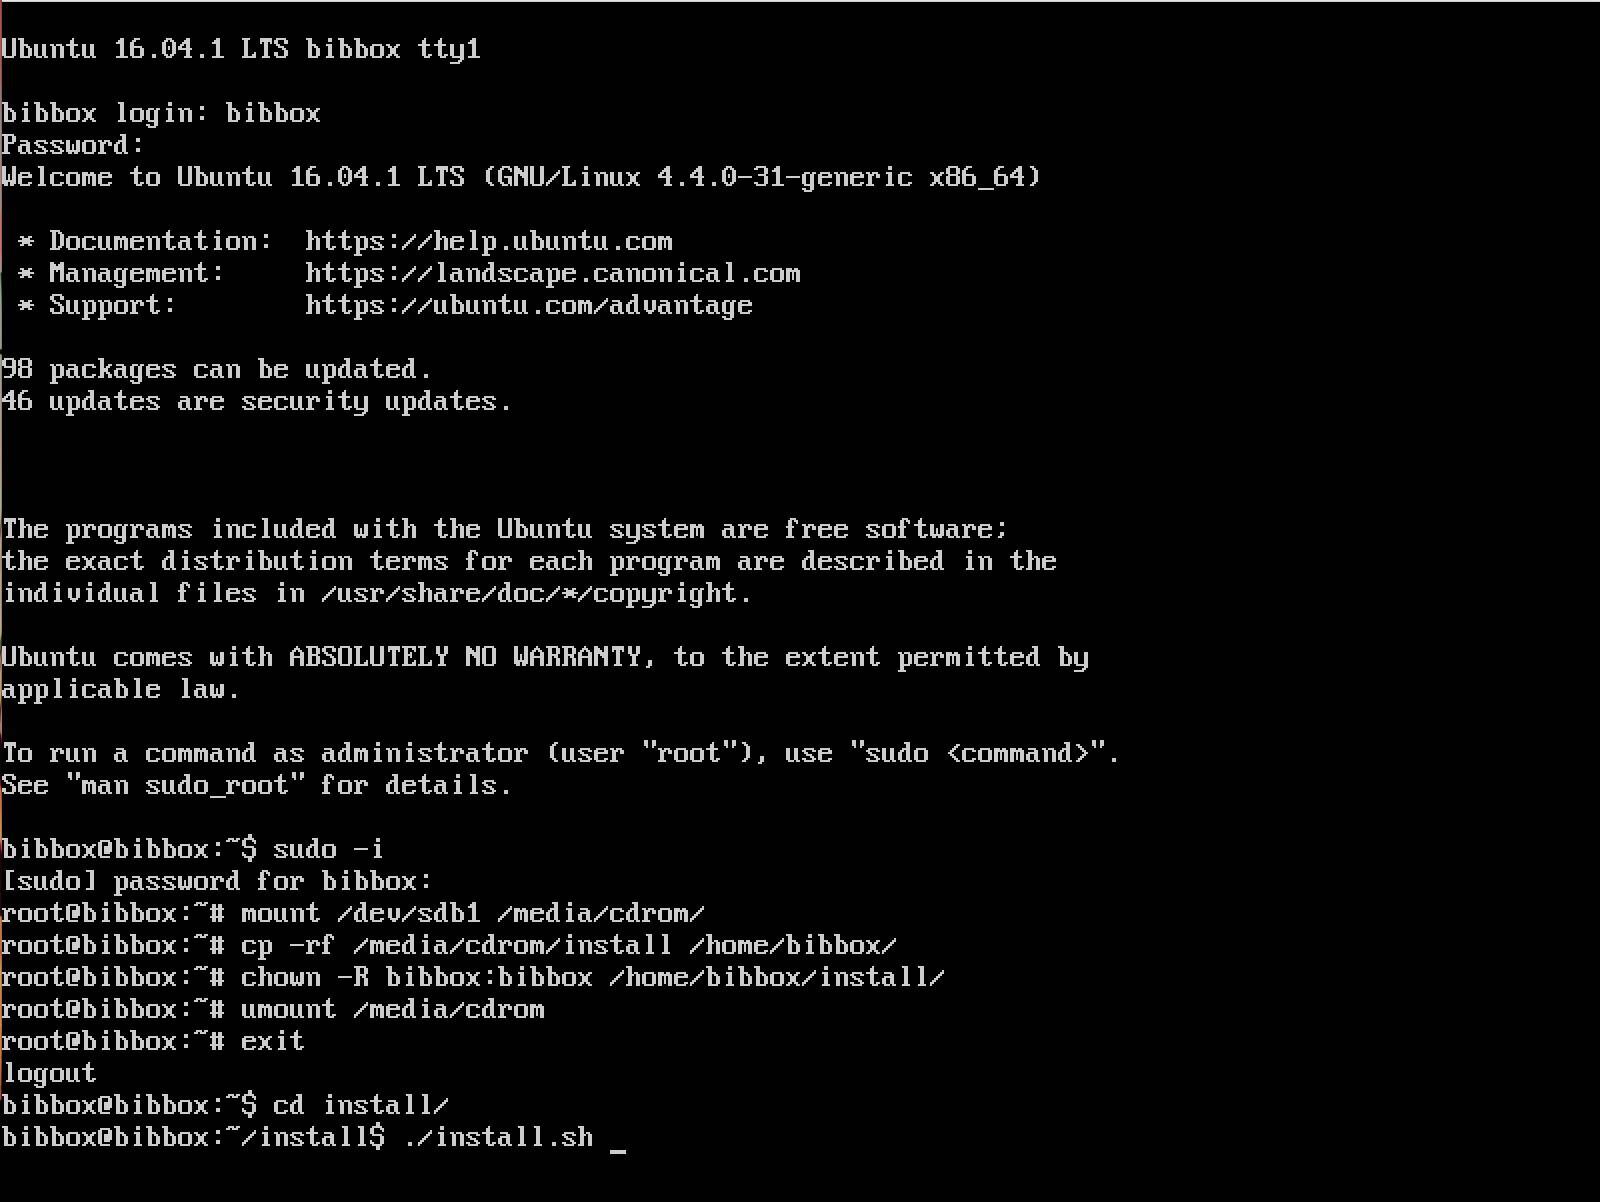 Ubuntu 16.04.1 LTS bibbox tty1
bibbox login: bibbox
Password:
Welcome to Ubuntu 16.04.1 LTS (GNU/Linux 4.4.0-31-generic x86_64)
 * Documentation:  https://help.ubuntu.com
 * Management:     https://landscape.canonical.com
 * Support:        https://ubuntu.com/advantage
98 packages can be updated.
46 updates are security updates.
The programs included with the Ubuntu system are free software;
the exact distribution terms for each program are described in the
individual files in /usr/share/doc/*/copyright.
Ubuntu comes with ABSOLUTELY NO WARRANTY, to the extent permitted by
applicable law.
To run a command as administrator (user "root"), use "sudo <command>".
See "man sudo_root" for details.
bibbox@bibbox:~$ sudo -i
[sudo] password for bibbox:
root@bibbox:~# mount /dev/sdb1 /media/cdrom/
root@bibbox:~# cp -rf /media/cdrom/install /home/bibbox/
root@bibbox:~# chown -R bibbox:bibbox /home/bibbox/install/
root@bibbox:~# umount /media/cdrom
root@bibbox:~# exit
logout
bibbox@bibbox:~$ cd install/
bibbox@bibbox:~/install$ ./install.sh _